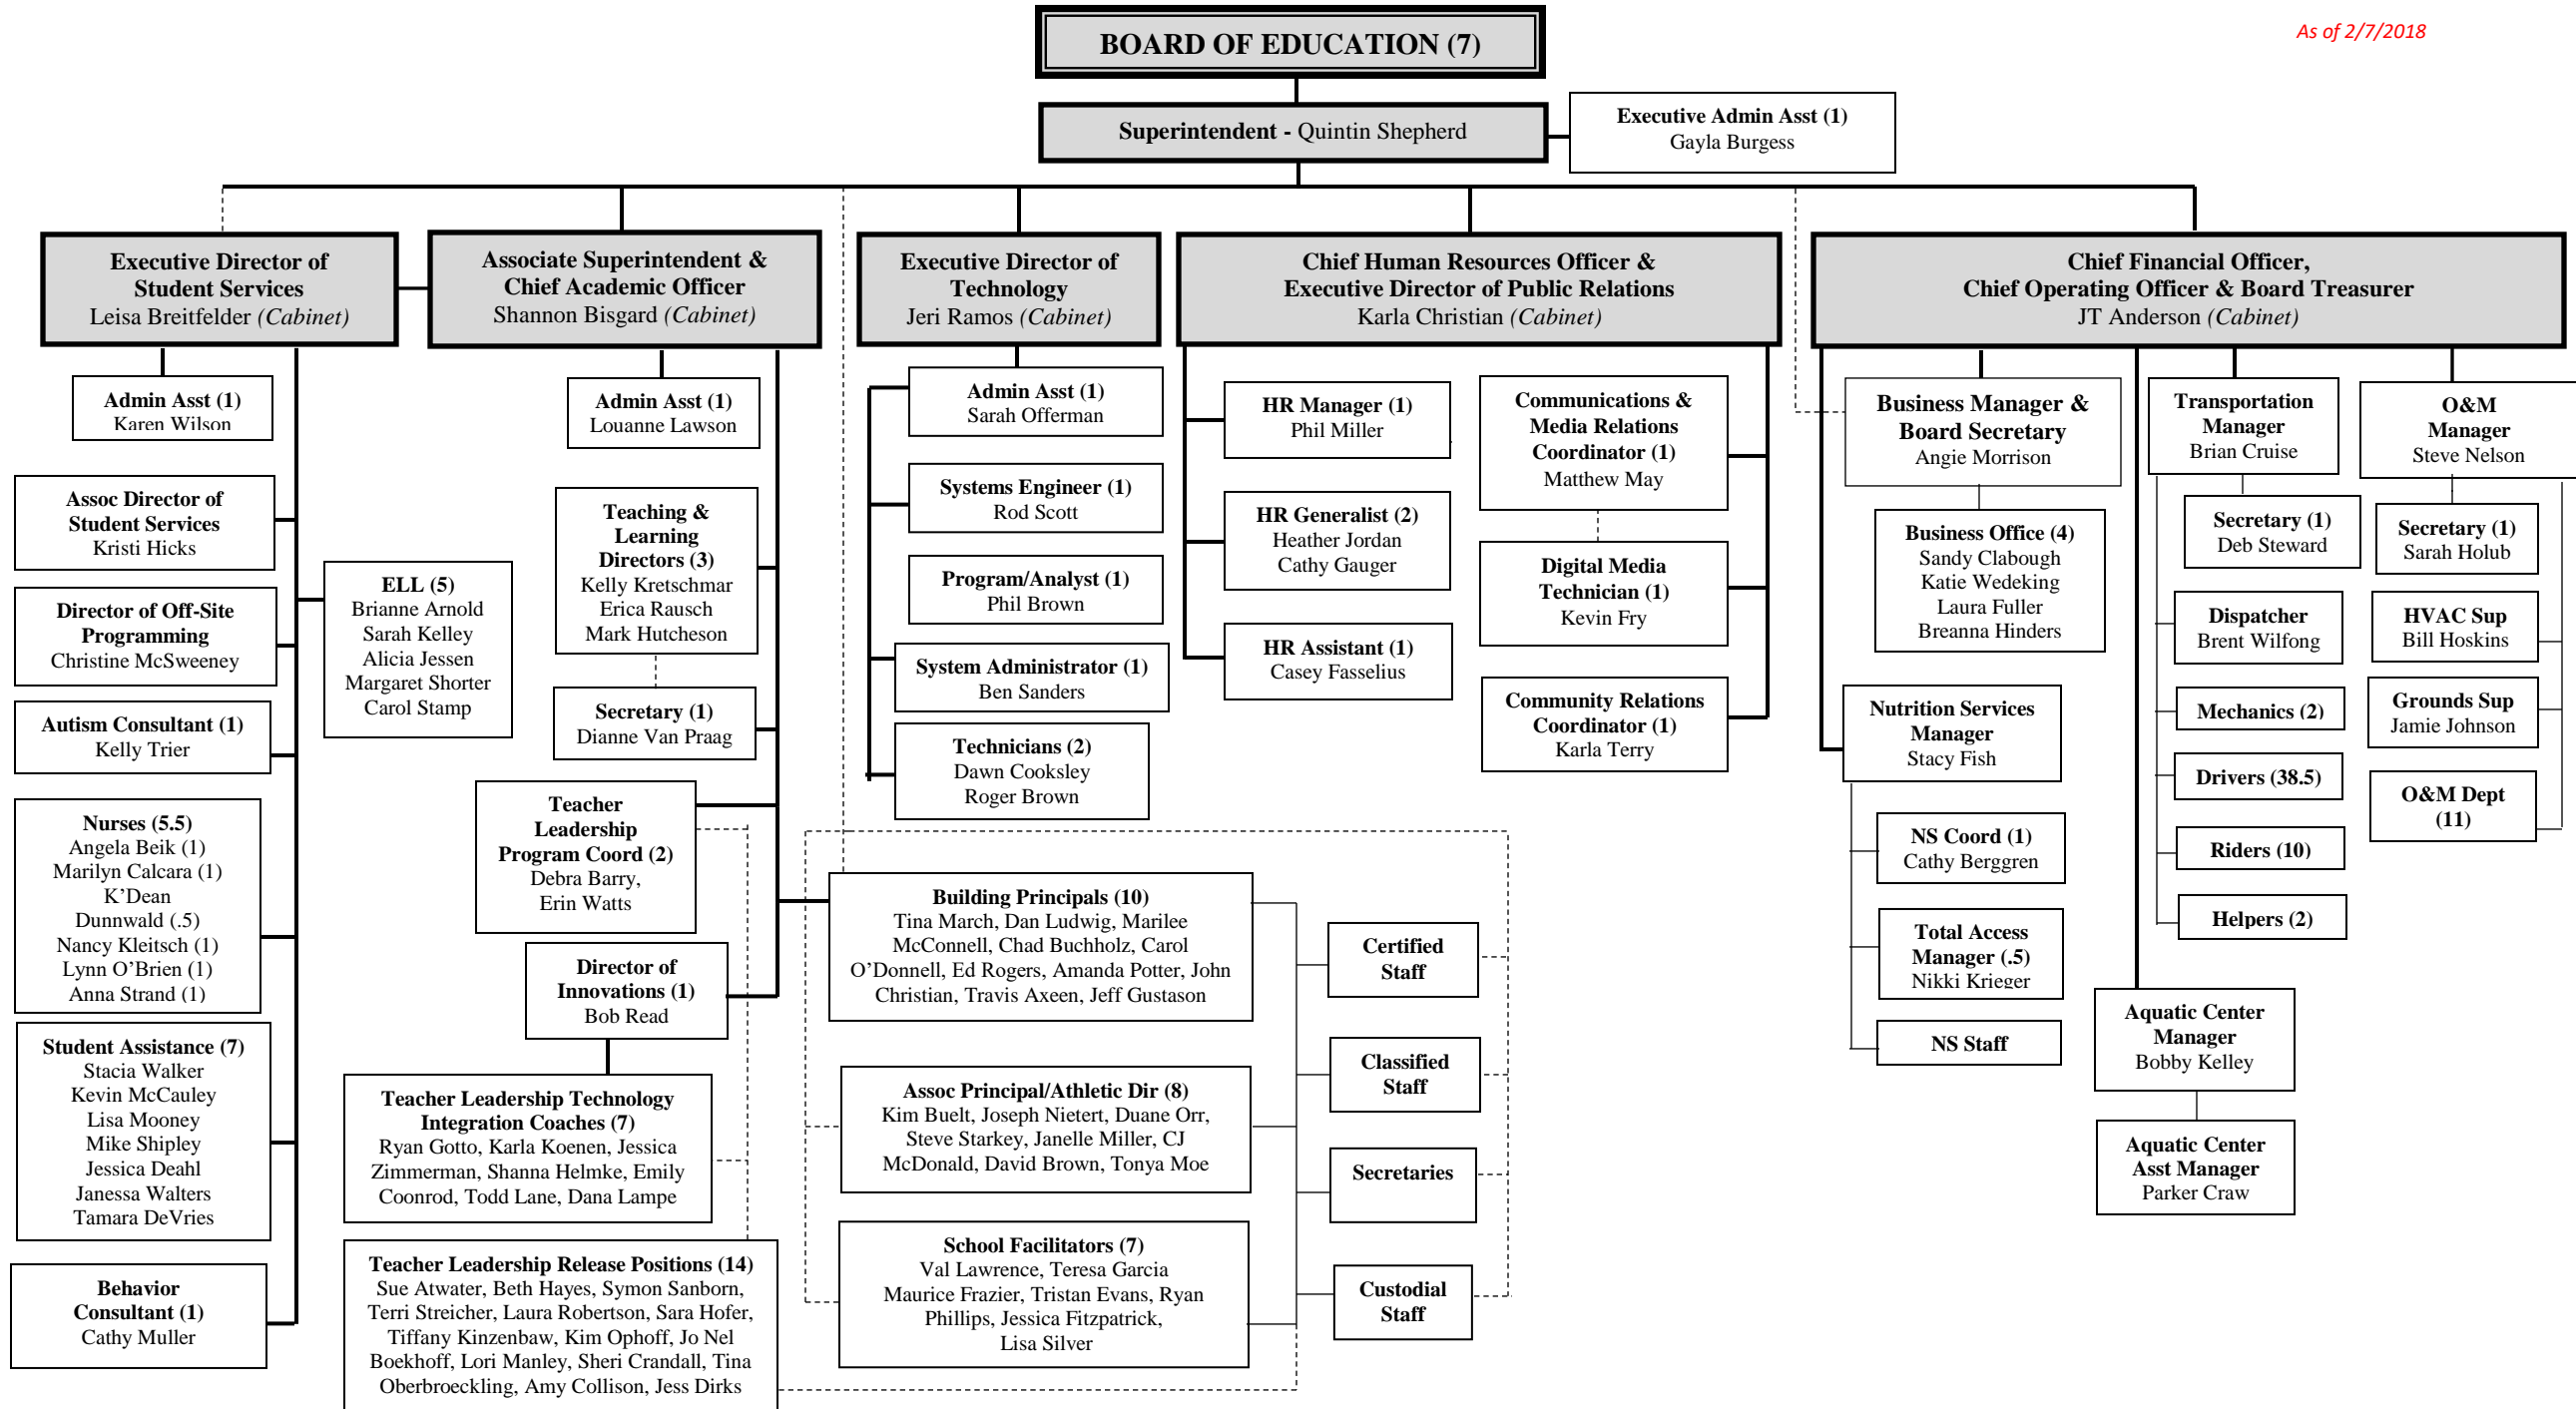 BOARD OF EDUCATION (7)
As of 2/7/2018
Superintendent - Quintin Shepherd
Executive Admin Asst (1)
Gayla Burgess
Executive Director of
Student Services
Leisa Breitfelder (Cabinet)
Associate Superintendent &
Chief Academic Officer
Shannon Bisgard (Cabinet)
Executive Director of
Technology
Jeri Ramos (Cabinet)
Chief Human Resources Officer &
Executive Director of Public Relations
Karla Christian (Cabinet)
Chief Financial Officer,
Chief Operating Officer & Board Treasurer
JT Anderson (Cabinet)
Admin Asst (1)
Karen Wilson
Assoc Director of
Student Services
Kristi Hicks
Director of Off-Site
Programming
Christine McSweeney
Autism Consultant (1)
Kelly Trier
Nurses (5.5)
Angela Beik (1)
Marilyn Calcara (1)
K’Dean
Dunnwald (.5)
Nancy Kleitsch (1)
Lynn O’Brien (1)
Anna Strand (1)
Student Assistance (7)
Stacia Walker
Kevin McCauley
Lisa Mooney
Mike Shipley
Jessica Deahl
Janessa Walters
Tamara DeVries
Behavior
Consultant (1)
Cathy Muller
ELL (5)
Brianne Arnold
Sarah Kelley
Alicia Jessen
Margaret Shorter
Carol Stamp
Admin Asst (1)
Louanne Lawson
Teaching &
Learning
Directors (3)
Kelly Kretschmar
Erica Rausch
Mark Hutcheson
Secretary (1)
Dianne Van Praag
Teacher
Leadership
Program Coord (2)
Debra Barry,
Erin Watts
Director of
Innovations (1)
Bob Read
Teacher Leadership Technology
Integration Coaches (7)
Ryan Gotto, Karla Koenen, Jessica
Zimmerman, Shanna Helmke, Emily
Coonrod, Todd Lane, Dana Lampe
Teacher Leadership Release Positions (14)
Sue Atwater, Beth Hayes, Symon Sanborn,
Terri Streicher, Laura Robertson, Sara Hofer,
Tiffany Kinzenbaw, Kim Ophoff, Jo Nel
Boekhoff, Lori Manley, Sheri Crandall, Tina
Oberbroeckling, Amy Collison, Jess Dirks
Admin Asst (1)
Sarah Offerman
Systems Engineer (1)
Rod Scott
Program/Analyst (1)
Phil Brown
System Administrator (1)
Ben Sanders
Technicians (2)
Dawn Cooksley
Roger Brown
Building Principals (10)
Tina March, Dan Ludwig, Marilee
McConnell, Chad Buchholz, Carol
O’Donnell, Ed Rogers, Amanda Potter, John
Christian, Travis Axeen, Jeff Gustason
Assoc Principal/Athletic Dir (8)
Kim Buelt, Joseph Nietert, Duane Orr,
Steve Starkey, Janelle Miller, CJ
McDonald, David Brown, Tonya Moe
School Facilitators (7)
Val Lawrence, Teresa Garcia
Maurice Frazier, Tristan Evans, Ryan
Phillips, Jessica Fitzpatrick,
Lisa Silver
HR Manager (1)
Phil Miller
HR Generalist (2)
Heather Jordan
Cathy Gauger
HR Assistant (1)
Casey Fasselius
Communications &
Media Relations
Coordinator (1)
Matthew May
Digital Media
Technician (1)
Kevin Fry
Community Relations
Coordinator (1)
Karla Terry
Certified
Staff
Classified
Staff
Secretaries
Custodial
Staff
Business Manager &
Board Secretary
Angie Morrison
Business Office (4)
Sandy Clabough
Katie Wedeking
Laura Fuller
Breanna Hinders
Nutrition Services
Manager
Stacy Fish
NS Coord (1)
Cathy Berggren
Total Access
Manager (.5)
Nikki Krieger
NS Staff
Transportation
Manager
Brian Cruise
Secretary (1)
Deb Steward
Dispatcher
Brent Wilfong
Mechanics (2)
Drivers (38.5)
Riders (10)
Helpers (2)
Aquatic Center
Manager
Bobby Kelley
Aquatic Center
Asst Manager
Parker Craw
O&M
Manager
Steve Nelson
Secretary (1)
Sarah Holub
HVAC Sup
Bill Hoskins
Grounds Sup
Jamie Johnson
O&M Dept
(11)